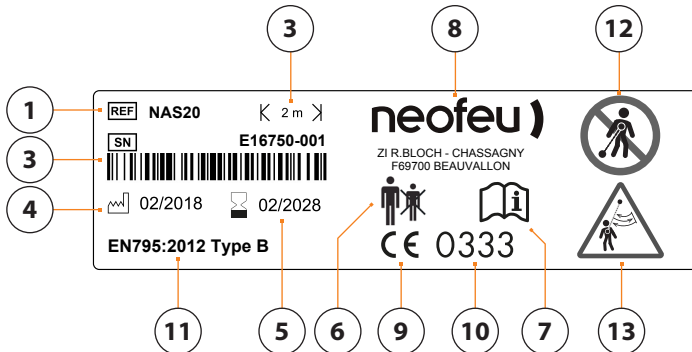 3 8 12
1 REF NAS20 2 m neofeu
3 SN E16750-001
ZI R.BLOCH - CHASSAGNY
F69700 BEAUVALLON
4 02/2018 02/2028 i
EN795:2012 Type B CE 0333
11 5 6 9 10 7 13